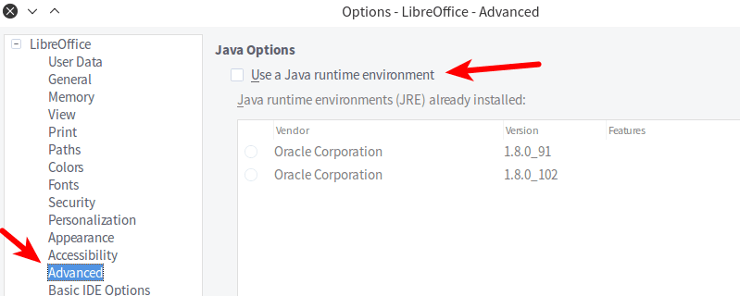 Options - LibreOffice - Advanced
LibreOffice
User Data
General
Memory
View
Print
Paths
Colors
Fonts
Security
Personalization
Appearance
Accessibility
Advanced
Basic IDE Options
Java Options
Use a Java runtime environment
Java runtime environments (JRE) already installed:
Vendor Version Features
Oracle Corporation 1.8.0_91
Oracle Corporation 1.8.0_102